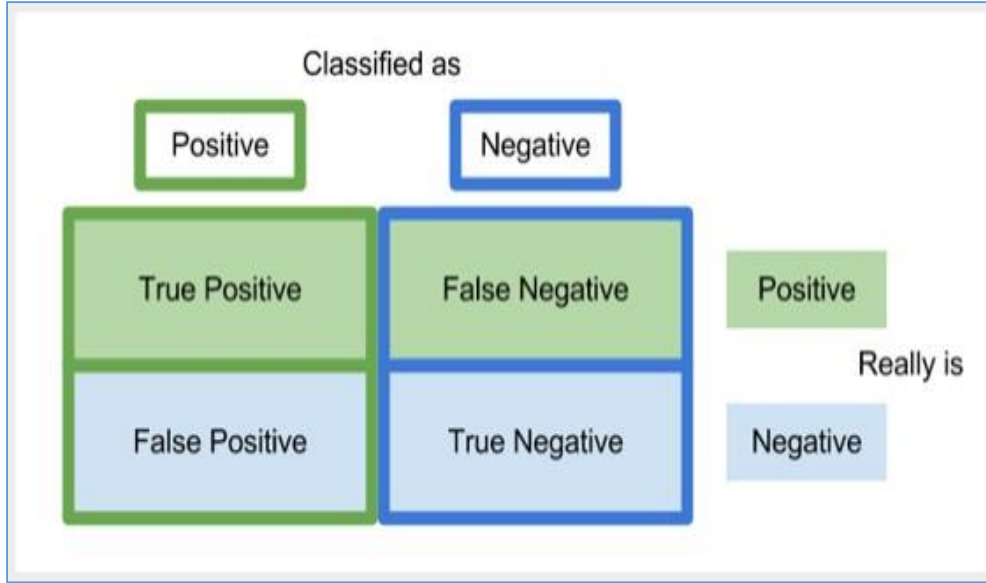 Classified as
Positive
Negative
True Positive
False Negative
Positive
Really is
False Positive
True Negative
Negative